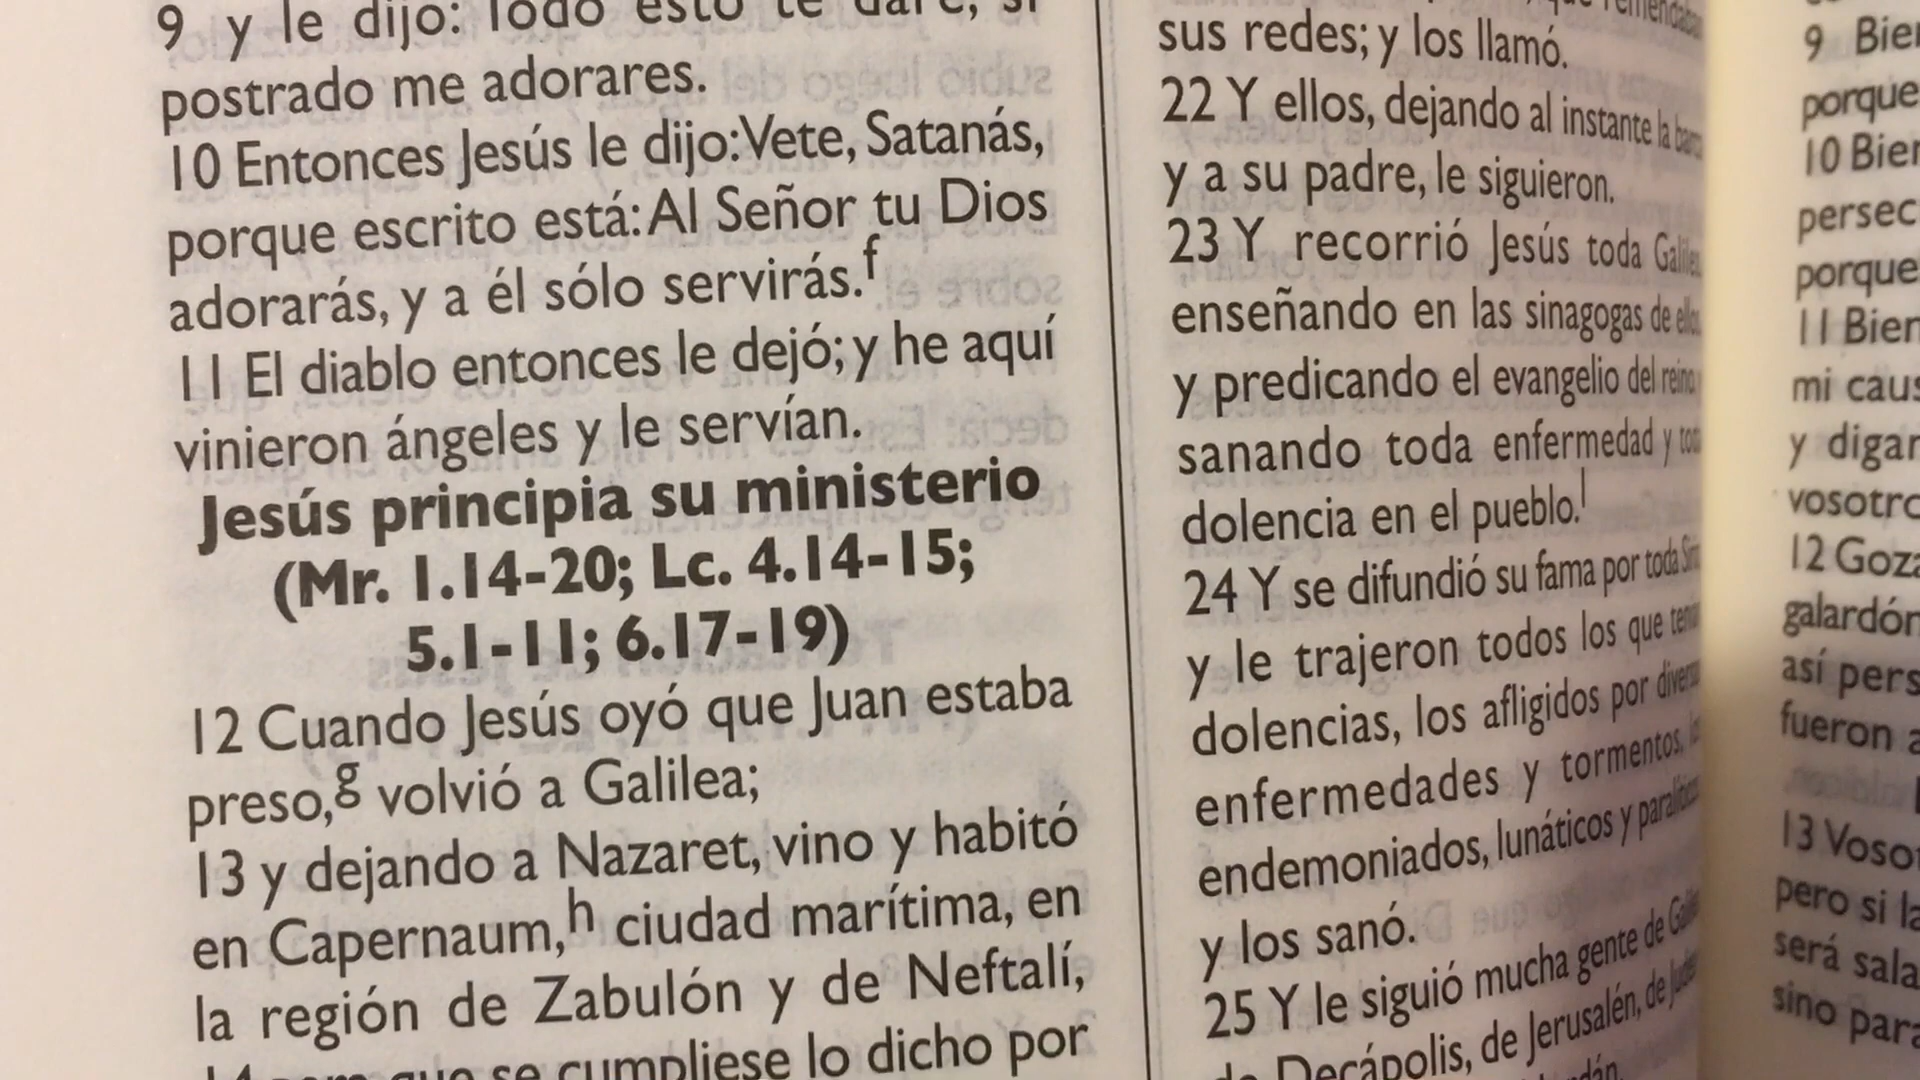 9 y le dijo: Todo esto te daré, si
postrado me adorares.
10 Entonces Jesús le dijo: Vete, Satanás,
porque escrito está: Al Señor tu Dios
adorarás, y a él sólo servirás.f
11 El diablo entonces le dejó; y he aquí
vinieron ángeles y le servían.
Jesús principia su ministerio
(Mr. 1.14-20; Lc. 4.14-15;
5.1-11; 6.17-19)
12 Cuando Jesús oyó que Juan estaba
preso,g volvió a Galilea;
13 y dejando a Nazaret, vino y habitó
en Capernaum,h ciudad marítima, en
la región de Zabulón y de Neftalí,
que se cumpliese lo dicho por
sus redes; y los llamó.
22 Y ellos, dejando al instante la
y a su padre, le siguieron.
23 Y recorrió Jesús toda
enseñando en las sinagogas de
y predicando el evangelio del reino
sanando toda enfermedad y
dolencia en el pueblo.l
24 Y se difundió su fama por toda
y le trajeron todos los que
dolencias, los afligidos por
enfermedades y tormentos,
endemoniados, lunáticos y
y los sanó.
25 Y le siguió mucha gente de
Decápolis, de Jerusalén, de
9 Bien
porque
10 Bien
persec
porque
11 Bien
mi caus
y digan
vosotro
12 Goza
galardón
así pers
fueron a
13 Vosot
pero si la
será sala
sino para